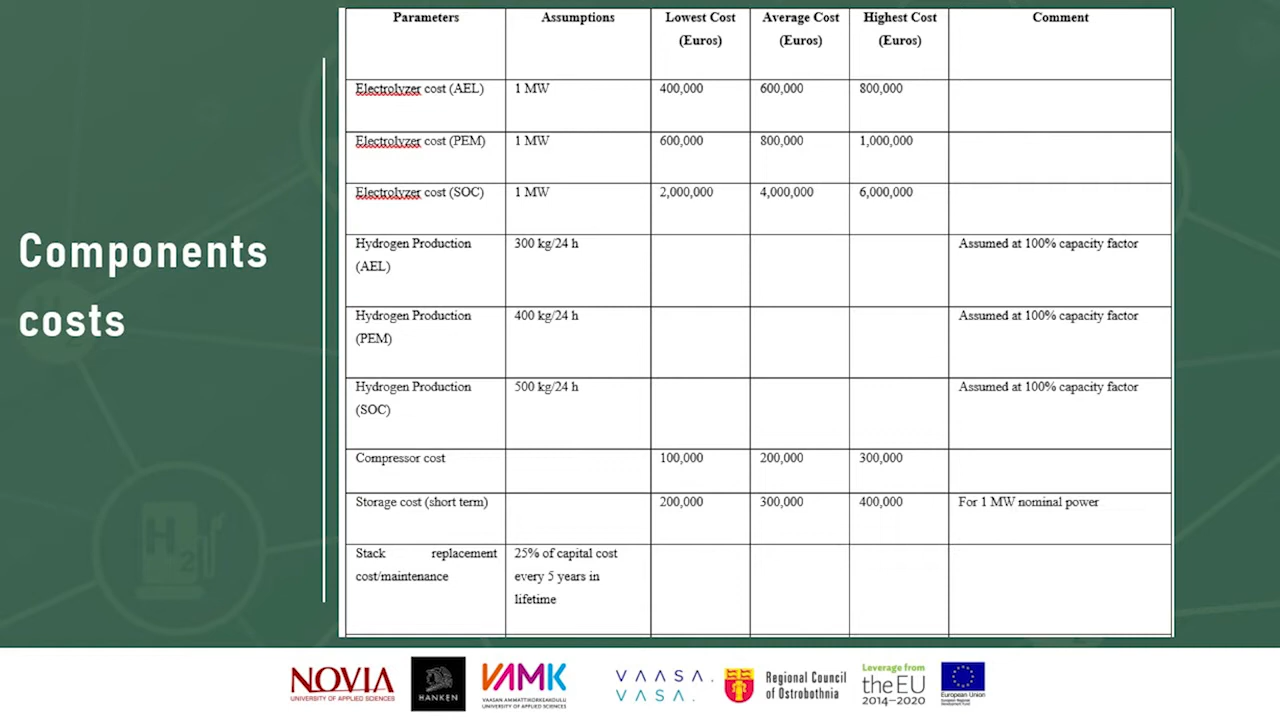 Components
costs
Parameters Assumptions Lowest Cost (Euros) Average Cost (Euros) Highest Cost (Euros) Comment
Electrolyzer cost (AEL) 1 MW 400,000 600,000 800,000
Electrolyzer cost (PEM) 1 MW 600,000 800,000 1,000,000
Electrolyzer cost (SOC) 1 MW 2,000,000 4,000,000 6,000,000
Hydrogen Production (AEL) 300 kg/24 h Assumed at 100% capacity factor
Hydrogen Production (PEM) 400 kg/24 h Assumed at 100% capacity factor
Hydrogen Production (SOC) 500 kg/24 h Assumed at 100% capacity factor
Compressor cost 100,000 200,000 300,000
Storage cost (short term) 200,000 300,000 400,000 For 1 MW nominal power
Stack replacement cost/maintenance 25% of capital cost every 5 years in lifetime
H2
NOVIA
UNIVERSITY OF APPLIED SCIENCES
HANKEN
VAMK
VAASAN AMMATTIKORKEAKOULU
UNIVERSITY OF APPLIED SCIENCES
VAASA.
VASA.
Regional Council
of Ostrobothnia
Leverage from
the EU
2014–2020
European Union
European Regional
Development Fund